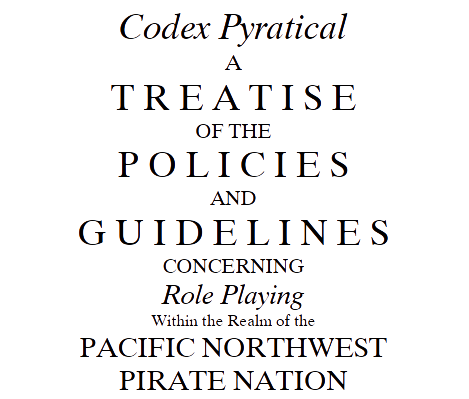 Codex Pyratical
A
TREATISE
OF THE
POLICIES
AND
GUIDELINES
CONCERNING
Role Playing
Within the Realm of the
PACIFIC NORTHWEST
PIRATE NATION